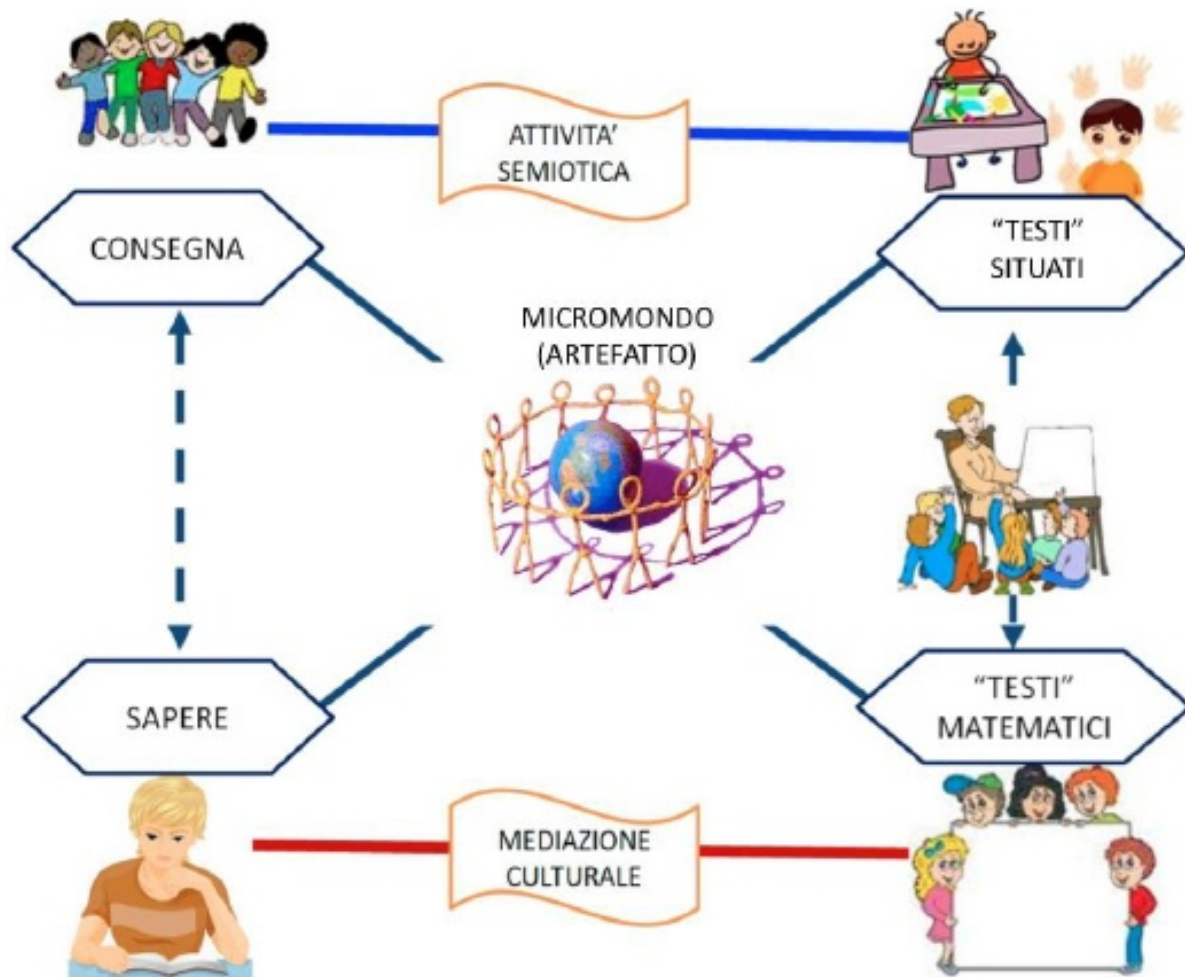 ATTIVITA'
SEMIOTICA
CONSEGNA
"TESTI"
SITUATI
MICROMONDO
(ARTEFATTO)
SAPERE
"TESTI"
MATEMATICI
MEDIAZIONE
CULTURALE